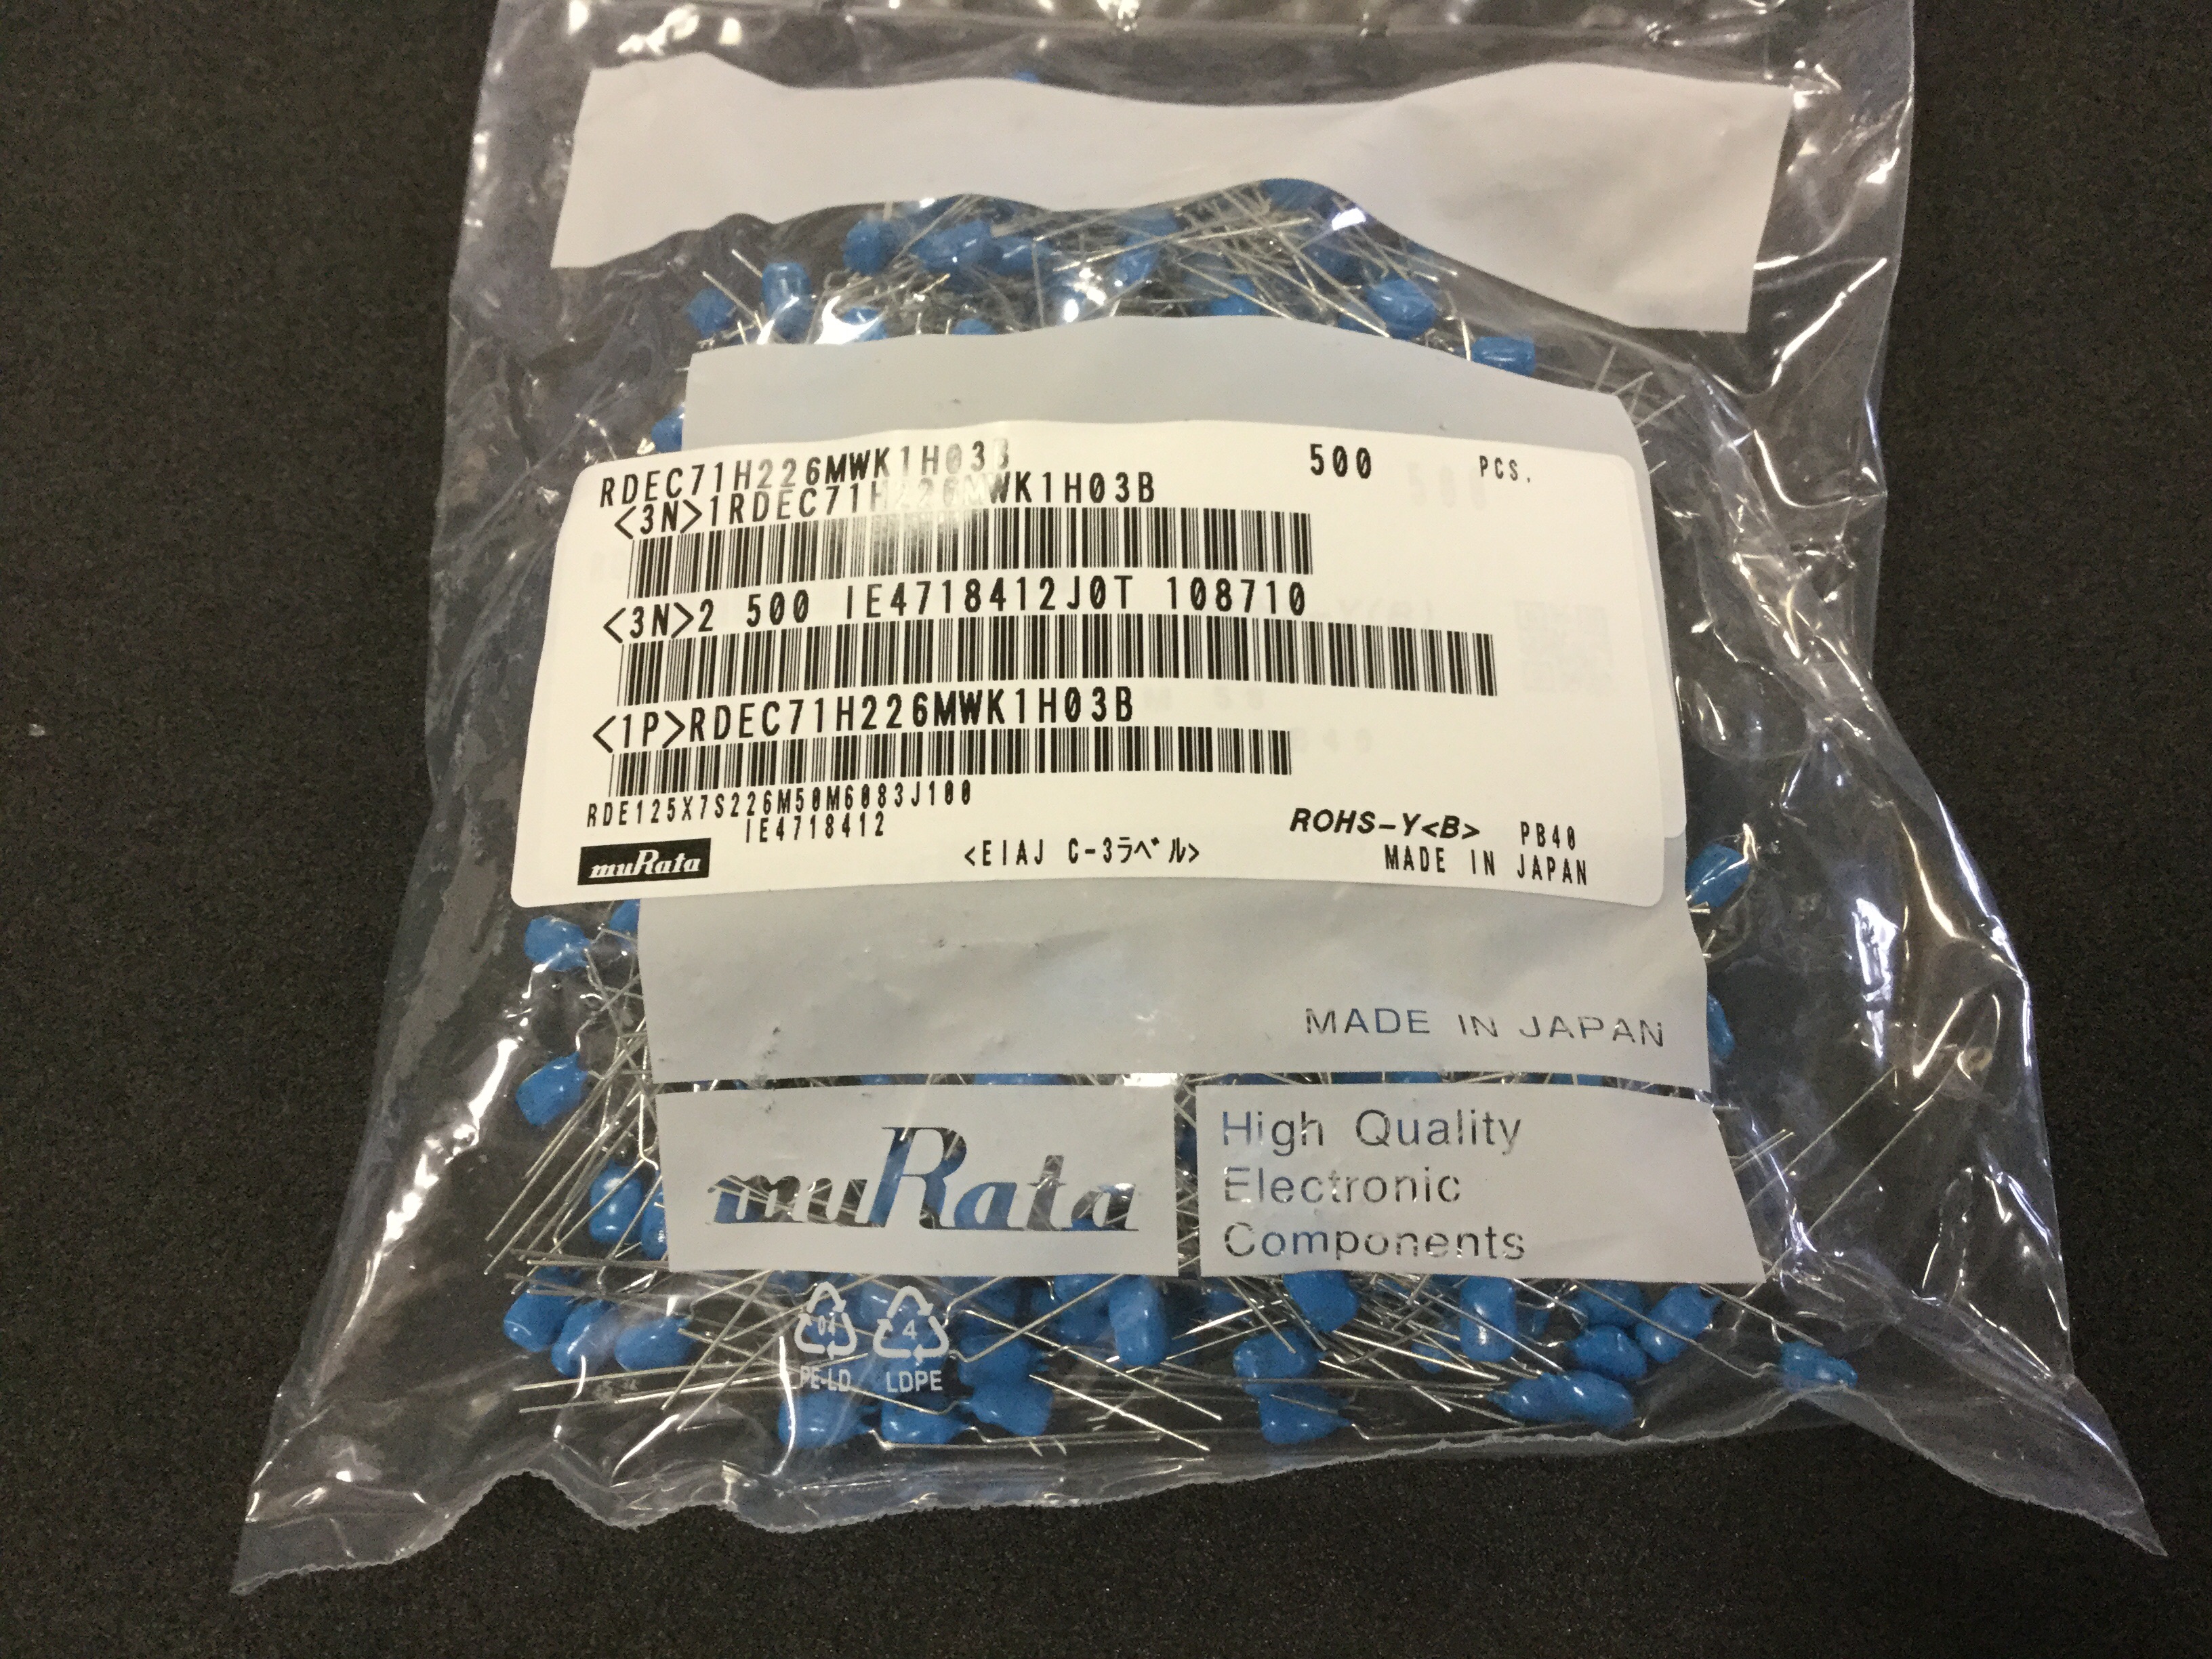 RDEC71H226MWK1H03B 500 PCS.
<3N>1RDEC71H226MWK1H03B
<3N>2 500 IE4718412J0T 108710
<1P>RDEC71H226MWK1H03B
RDE125X7S226M50M6083J100
IE4718412
muRata <EIAJ C-3ラベル> ROHS-Y<B> PB40
MADE IN JAPAN
MADE IN JAPAN
muRata
High Quality
Electronic
Components
04 4
PE-LD LDPE